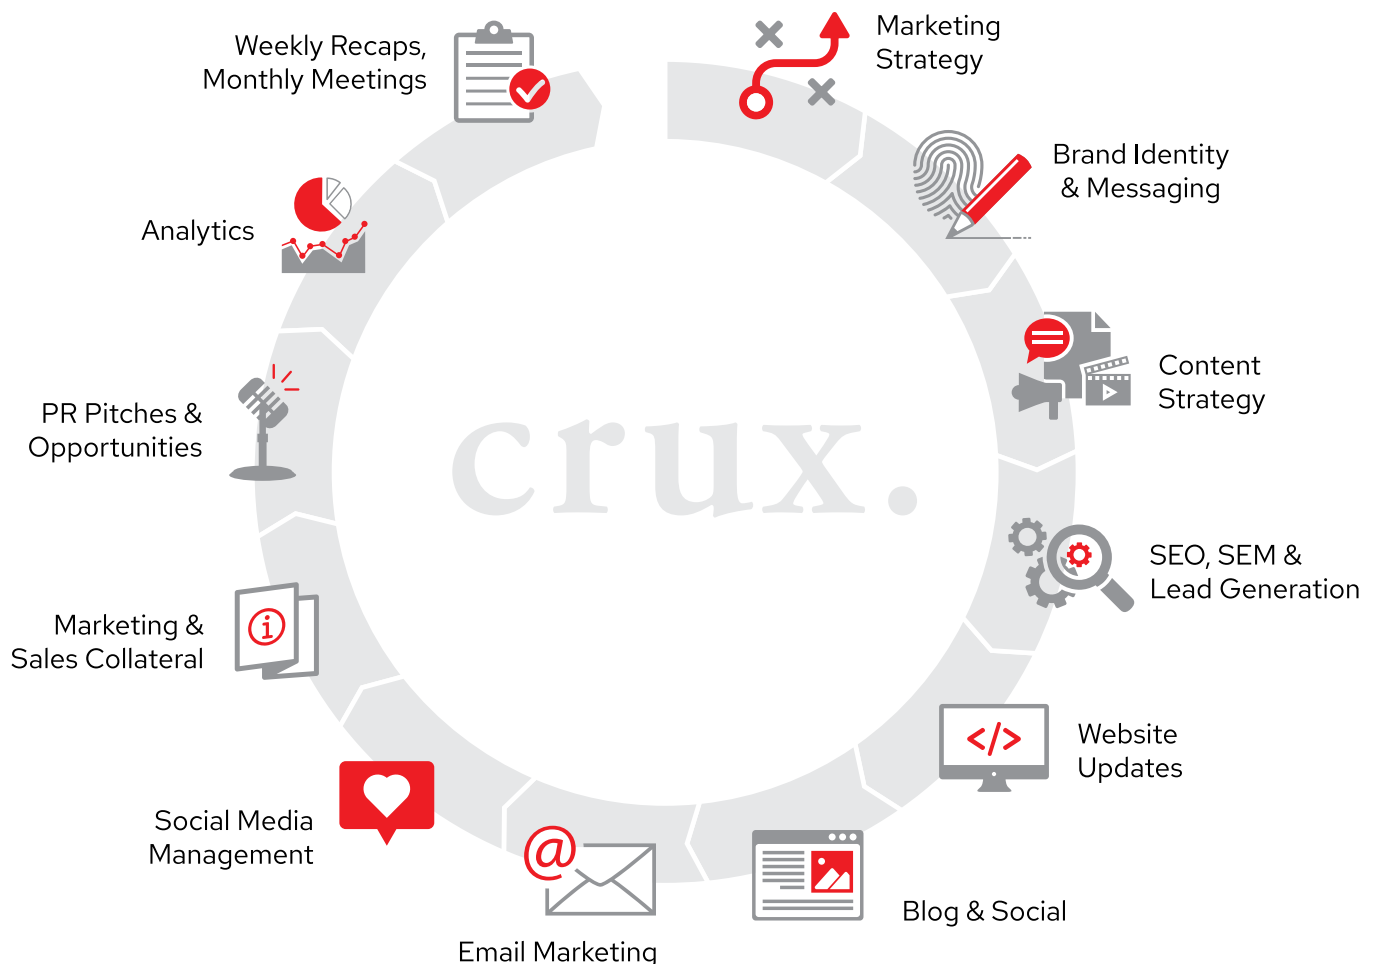 Marketing
Strategy
Brand Identity
& Messaging
Content
Strategy
SEO, SEM &
Lead Generation
Website
Updates
Blog & Social
Email Marketing
Social Media
Management
Marketing &
Sales Collateral
PR Pitches &
Opportunities
Analytics
Weekly Recaps,
Monthly Meetings
crux.